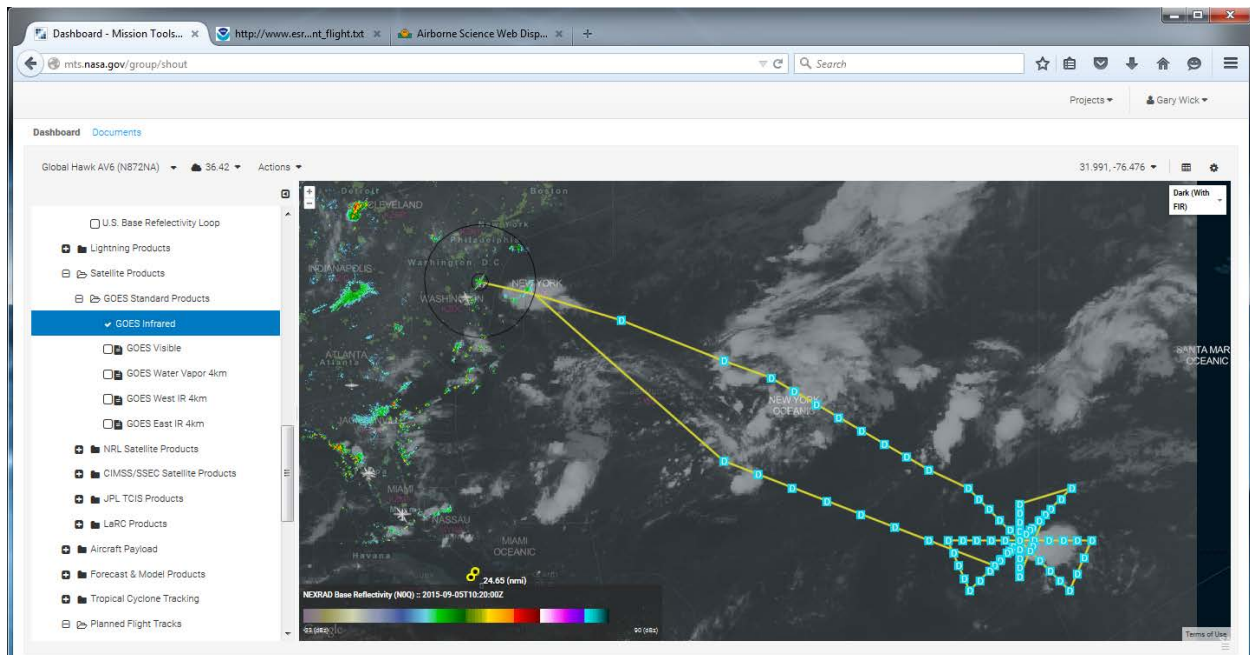 Dashboard - Mission Tools...
http://www.esr...nt_flight.txt
Airborne Science Web Disp...
mts.nasa.gov/group/shout
Search
Projects
Gary Wick
Dashboard Documents
Global Hawk AV6 (N872NA) 36.42 Actions
31.991,-76.476
U.S. Base Refelectivity Loop
Lightning Products
Satellite Products
GOES Standard Products
GOES Infrared
GOES Visible
GOES Water Vapor 4km
GOES West IR 4km
GOES East IR 4km
NRL Satellite Products
CIMSS/SSEC Satellite Products
JPL TCIS Products
LaRC Products
Aircraft Payload
Forecast & Model Products
Tropical Cyclone Tracking
Planned Flight Tracks
Dark (With
FIR)
Detroit
Boston
CLEVELAND
New York
Philadelphia
Washington, D.C.
INDIANAPOLIS
NEW YORK
WASHINGTON
ATLANTA
Atlanta
SANTA MAR
OCEANIC
NEW YORK
OCEANIC
MIAMI
Miami
NASSAU
MIAMI
OCEANIC
Havana
24.65 (nmi)
NEXRAD Base Reflectivity (N0Q) :: 2015-09-05T10:20:00Z
90 (dBz)
Terms of Use